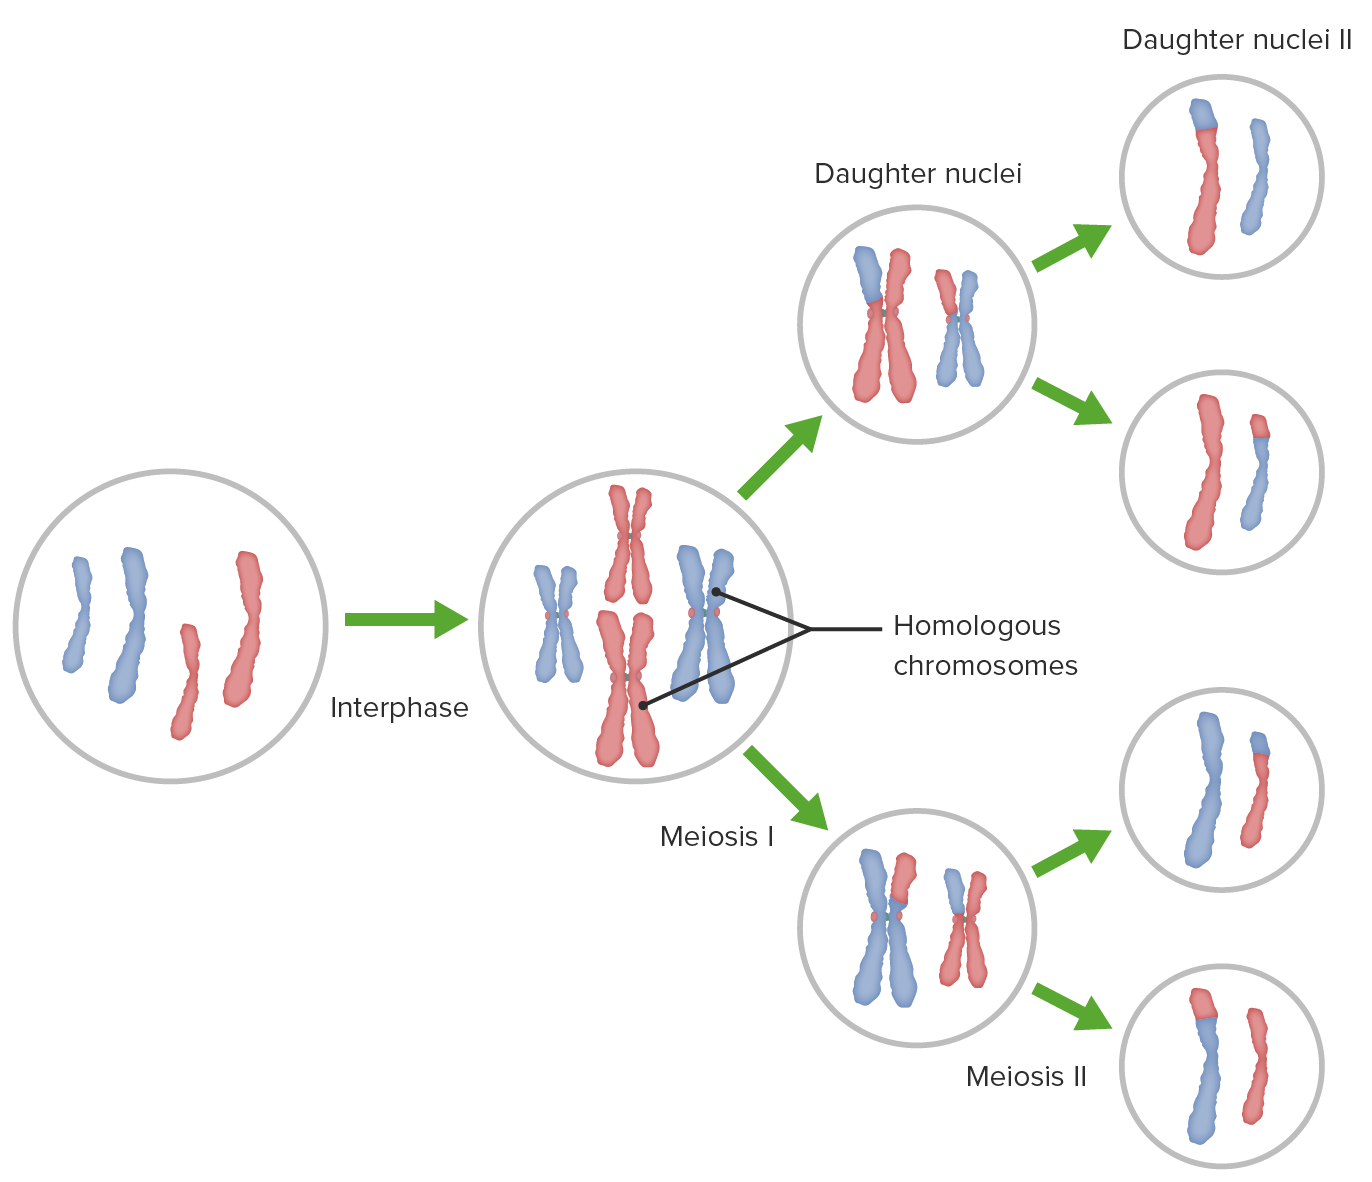 Daughter nuclei II
Daughter nuclei
Homologous
chromosomes
Interphase
Meiosis I
Meiosis II